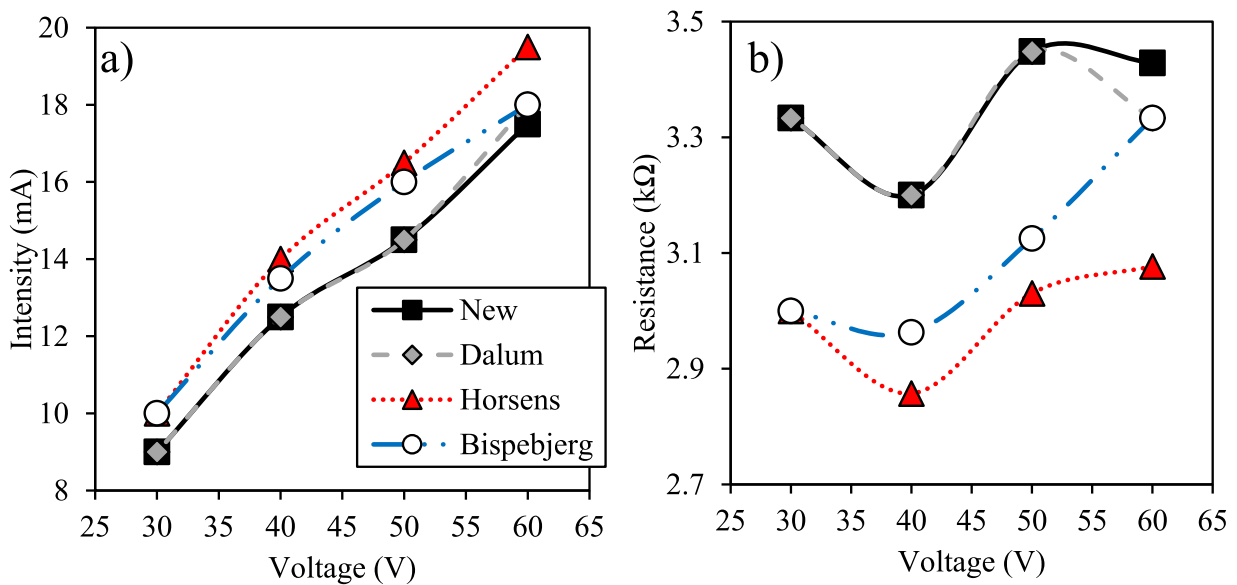 a)
Intensity (mA)
20
18
16
14
12
10
8
25 30 35 40 45 50 55 60 65
Voltage (V)
New
Dalum
Horsens
Bispebjerg
b)
Resistance (kΩ)
3.5
3.3
3.1
2.9
2.7
25 30 35 40 45 50 55 60 65
Voltage (V)